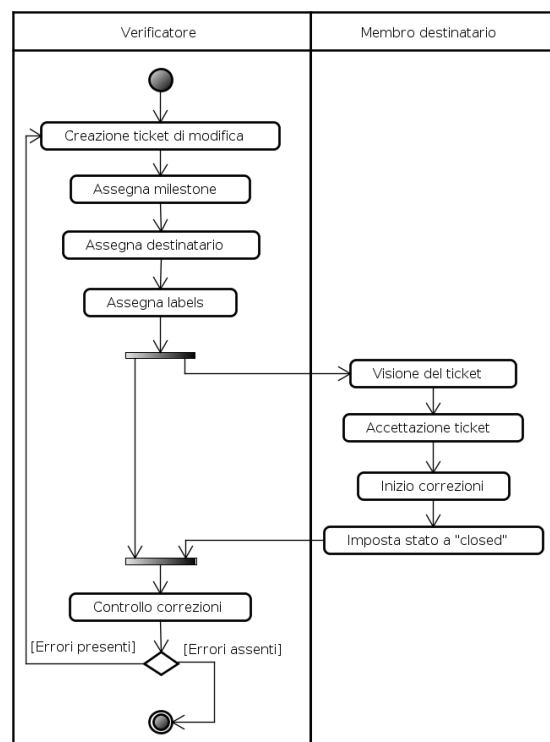 Verificatore
Membro destinatario
Creazione ticket di modifica
Assegna milestone
Assegna destinatario
Assegna labels
Visione del ticket
Accettazione ticket
Inizio correzioni
Imposta stato a "closed"
Controllo correzioni
[Errori presenti]
[Errori assenti]